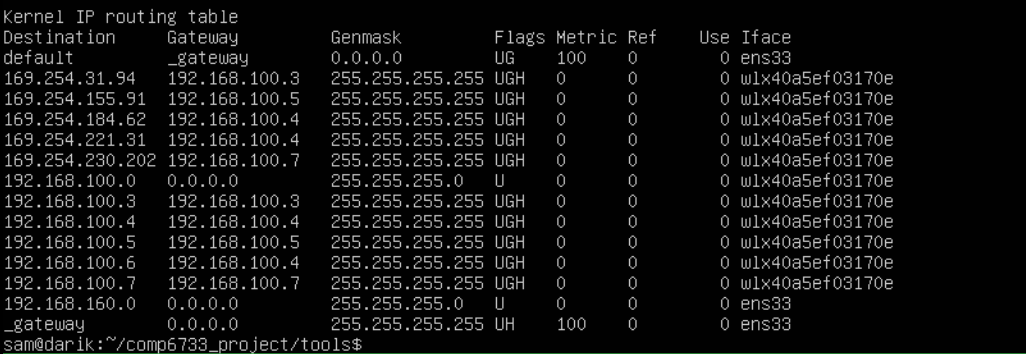 Kernel IP routing table
Destination     Gateway         Genmask         Flags Metric Ref    Use Iface
default         _gateway        0.0.0.0         UG    100    0        0 ens33
169.254.31.94   192.168.100.3   255.255.255.255 UGH   0      0        0 wlx40a5ef03170e
169.254.155.91  192.168.100.5   255.255.255.255 UGH   0      0        0 wlx40a5ef03170e
169.254.184.62  192.168.100.4   255.255.255.255 UGH   0      0        0 wlx40a5ef03170e
169.254.221.31  192.168.100.4   255.255.255.255 UGH   0      0        0 wlx40a5ef03170e
169.254.230.202 192.168.100.7   255.255.255.255 UGH   0      0        0 wlx40a5ef03170e
192.168.100.0   0.0.0.0         255.255.255.0   U     0      0        0 wlx40a5ef03170e
192.168.100.3   192.168.100.3   255.255.255.255 UGH   0      0        0 wlx40a5ef03170e
192.168.100.4   192.168.100.4   255.255.255.255 UGH   0      0        0 wlx40a5ef03170e
192.168.100.5   192.168.100.5   255.255.255.255 UGH   0      0        0 wlx40a5ef03170e
192.168.100.6   192.168.100.4   255.255.255.255 UGH   0      0        0 wlx40a5ef03170e
192.168.100.7   192.168.100.7   255.255.255.255 UGH   0      0        0 wlx40a5ef03170e
192.168.160.0   0.0.0.0         255.255.255.0   U     0      0        0 ens33
_gateway        0.0.0.0         255.255.255.255 UH    100    0        0 ens33
sam@darik:~/comp6733_project/tools$